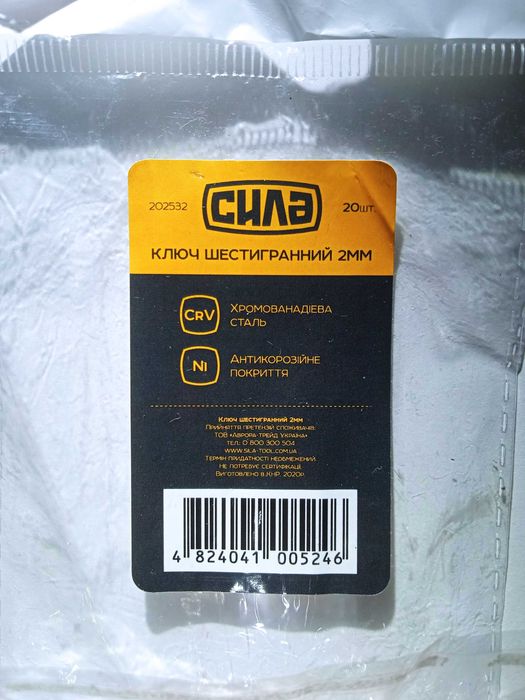 202532 СИЛА 20шт.
КЛЮЧ ШЕСТИГРАННИЙ 2ММ
CRV ХРОМОВАНАДІЄВА
СТАЛЬ
NI АНТИКОРОЗІЙНЕ
ПОКРИТТЯ
КЛЮЧ ШЕСТИГРАННИЙ 2ММ
ПРИЙНЯТТЯ ПРЕТЕНЗІЙ СПОЖИВАЧІВ:
ТОВ «АВРОРА-ТРЕЙД УКРАЇНА»
ТЕЛ.: 0 800 300 504
WWW.SILA-TOOL.COM.UA
ТЕРМІН ПРИДАТНОСТІ НЕОБМЕЖЕНИЙ.
НЕ ПОТРЕБУЄ СЕРТИФІКАЦІЇ.
ВИГОТОВЛЕНО В КНР. 2020Р.
4 824041 005246